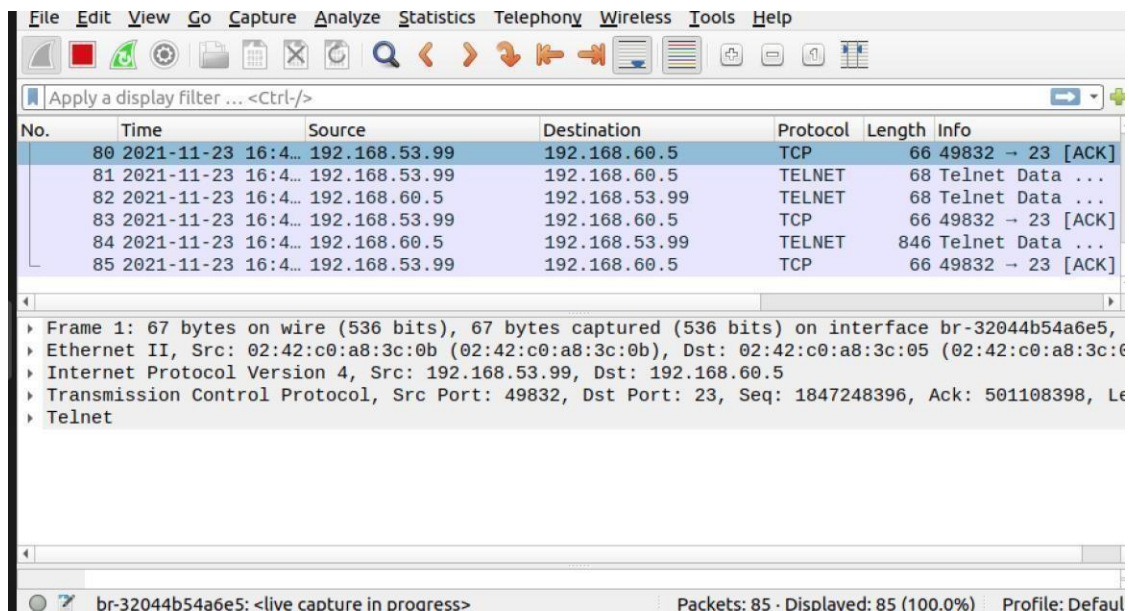 File Edit View Go Capture Analyze Statistics Telephony Wireless Tools Help
Apply a display filter ... <Ctrl-/>
No. Time Source Destination Protocol Length Info
80 2021-11-23 16:4… 192.168.53.99 192.168.60.5 TCP 66 49832 → 23 [ACK]
81 2021-11-23 16:4… 192.168.53.99 192.168.60.5 TELNET 68 Telnet Data ...
82 2021-11-23 16:4… 192.168.60.5 192.168.53.99 TELNET 68 Telnet Data ...
83 2021-11-23 16:4… 192.168.53.99 192.168.60.5 TCP 66 49832 → 23 [ACK]
84 2021-11-23 16:4… 192.168.60.5 192.168.53.99 TELNET 846 Telnet Data ...
85 2021-11-23 16:4… 192.168.53.99 192.168.60.5 TCP 66 49832 → 23 [ACK]
Frame 1: 67 bytes on wire (536 bits), 67 bytes captured (536 bits) on interface br-32044b54a6e5,
Ethernet II, Src: 02:42:c0:a8:3c:0b (02:42:c0:a8:3c:0b), Dst: 02:42:c0:a8:3c:05 (02:42:c0:a8:3c:0
Internet Protocol Version 4, Src: 192.168.53.99, Dst: 192.168.60.5
Transmission Control Protocol, Src Port: 49832, Dst Port: 23, Seq: 1847248396, Ack: 501108398, Le
Telnet
br-32044b54a6e5: <live capture in progress> Packets: 85 · Displayed: 85 (100.0%) Profile: Defaul